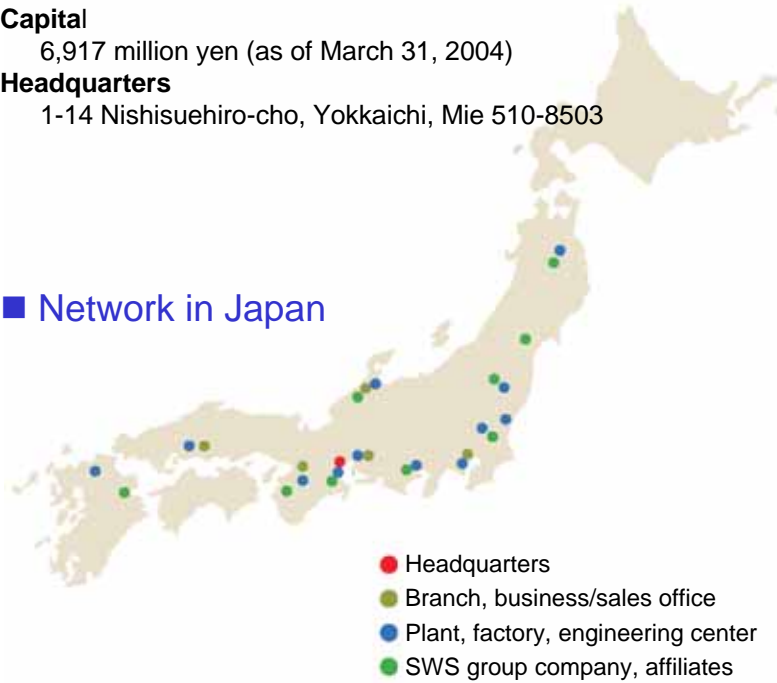 Capital
6,917 million yen (as of March 31, 2004)
Headquarters
1-14 Nishisuehiro-cho, Yokkaichi, Mie 510-8503
■ Network in Japan
Headquarters
Branch, business/sales office
Plant, factory, engineering center
SWS group company, affiliates